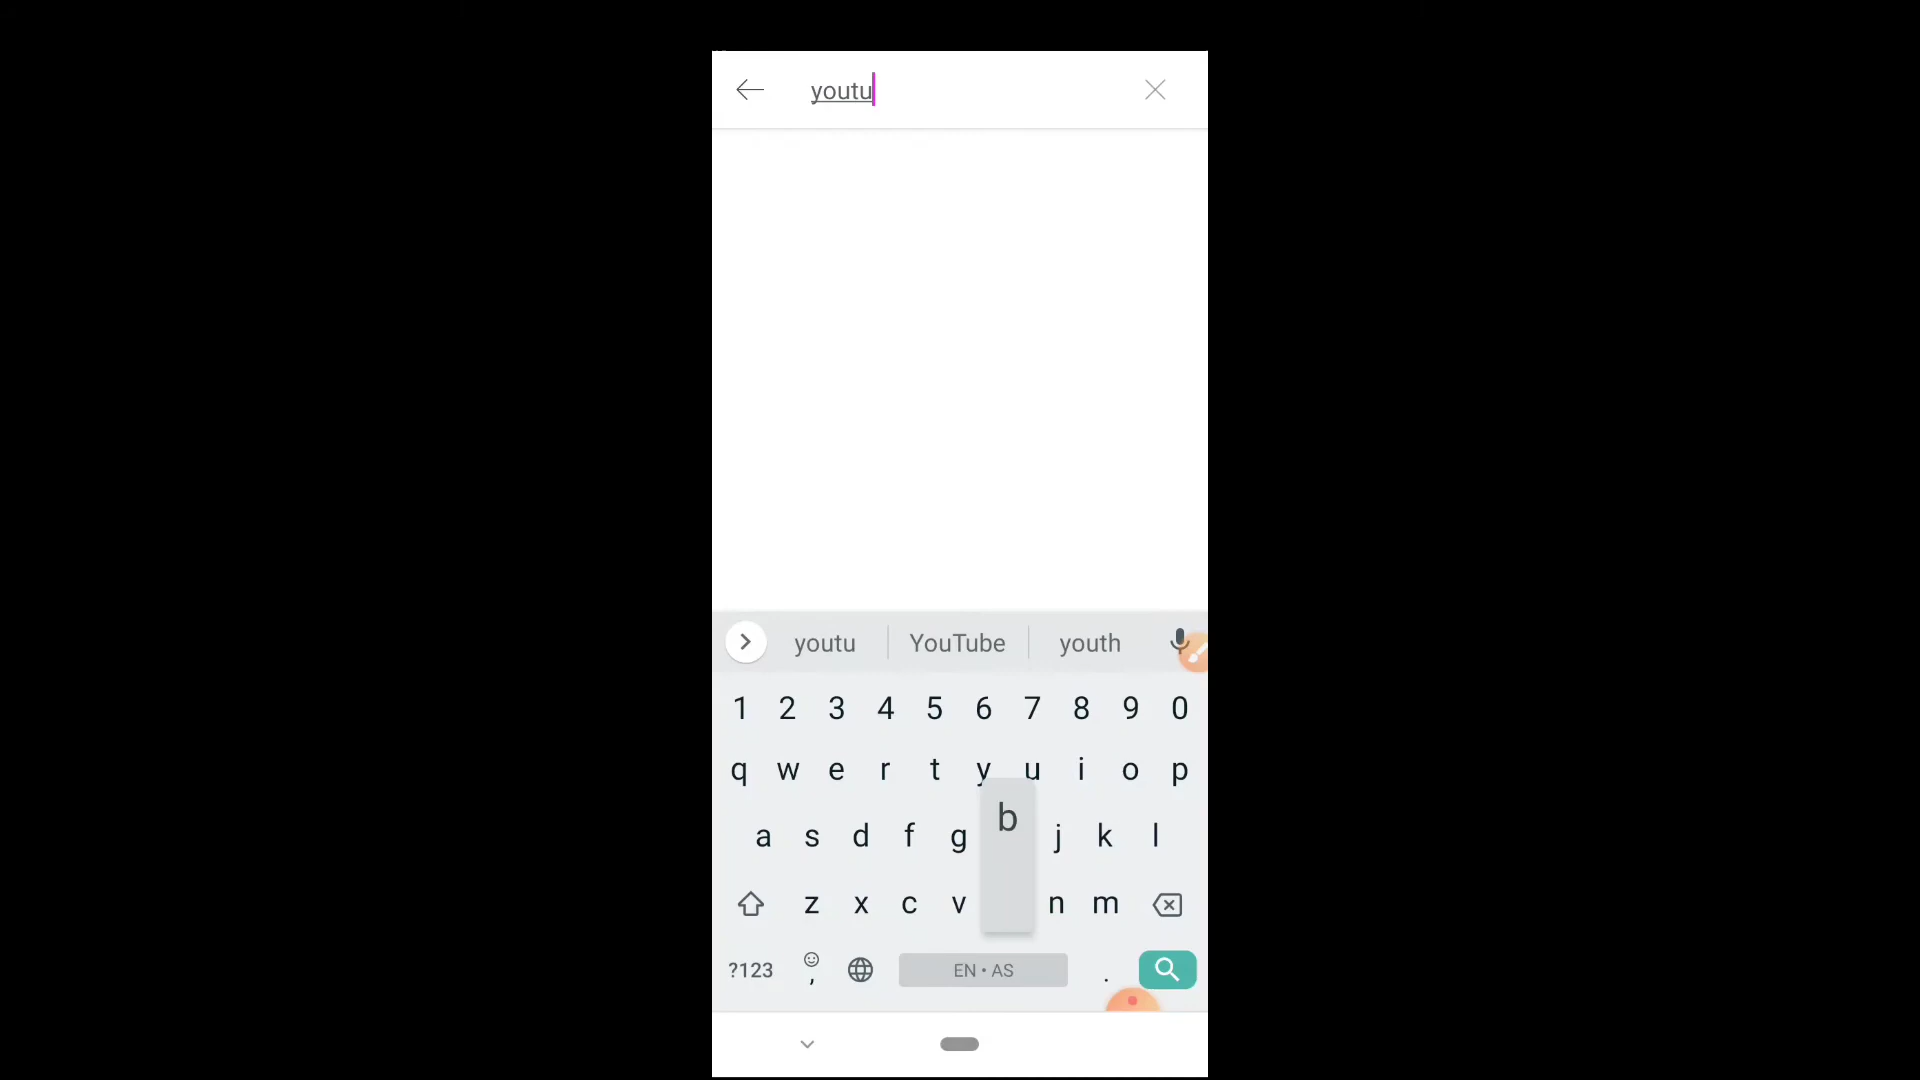 youtu
youtu YouTube youth
1 2 3 4 5 6 7 8 9 0
q w e r t y u i o p
a s d f g j k l
b
z x c v n m
?123 , EN • AS .